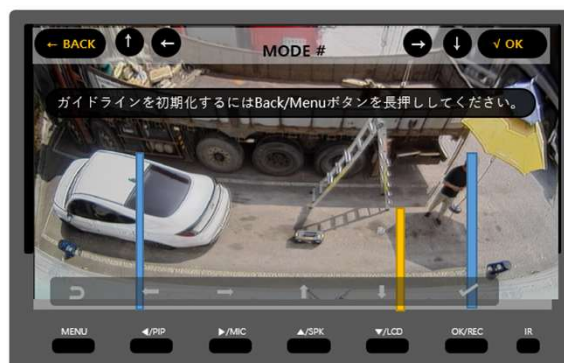 ← BACK ↑ ← MODE # → ↓ √ OK
ガイドラインを初期化するにはBack/Menuボタンを長押ししてください。
MENU ◀/PIP ▶/MIC ▲/SPK ▼/LCD OK/REC IR